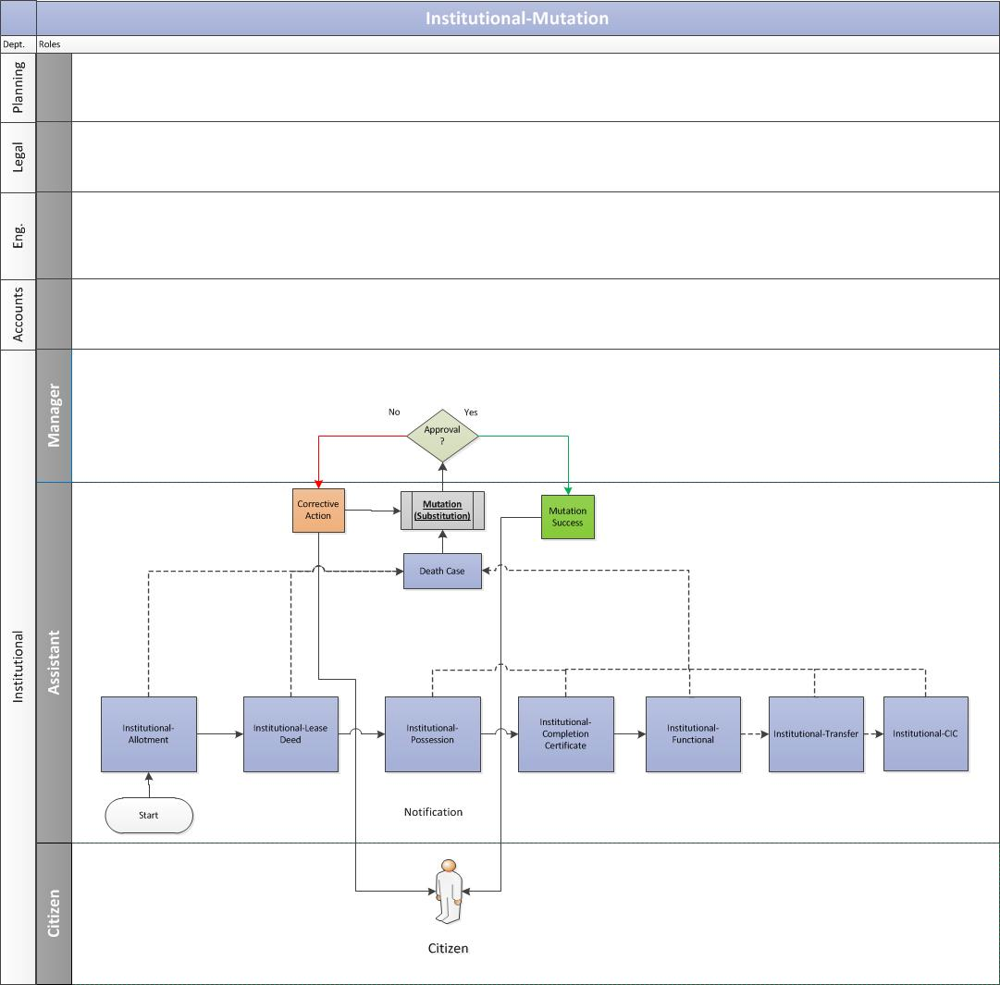 Institutional-Mutation
Dept.
Roles
Planning
Legal
Eng.
Accounts
Institutional
Manager
No
Yes
Approval
?
Assistant
Corrective
Action
Mutation
(Substitution)
Mutation
Success
Death Case
Institutional-
Allotment
Institutional-Lease
Deed
Institutional-
Possession
Institutional-
Completion
Certificate
Institutional-
Functional
Institutional-Transfer
Institutional-CIC
Start
Notification
Citizen
Citizen